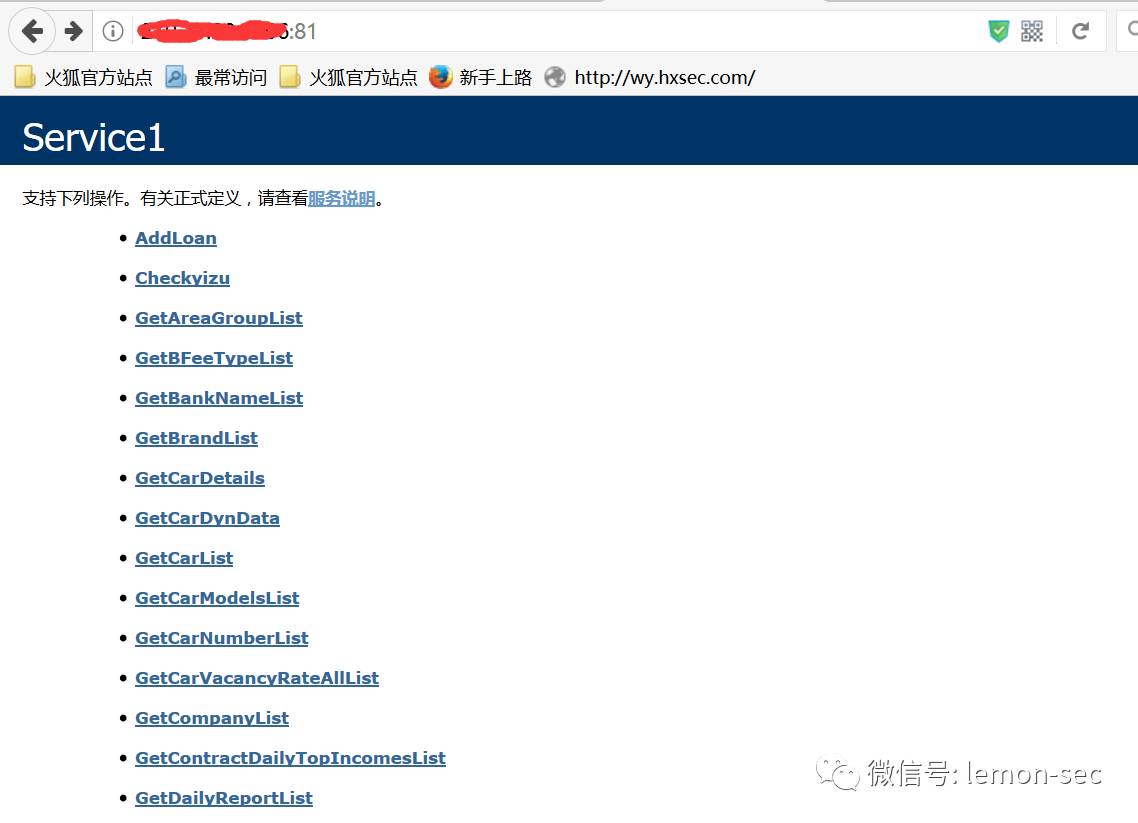 :81
火狐官方站点 最常访问 火狐官方站点 新手上路 http://wy.hxsec.com/
Service1
支持下列操作。有关正式定义，请查看服务说明。
AddLoan
Checkyizu
GetAreaGroupList
GetBFeeTypeList
GetBankNameList
GetBrandList
GetCarDetails
GetCarDynData
GetCarList
GetCarModelsList
GetCarNumberList
GetCarVacancyRateAllList
GetCompanyList
GetContractDailyTopIncomesList
GetDailyReportList
微信号: lemon-sec